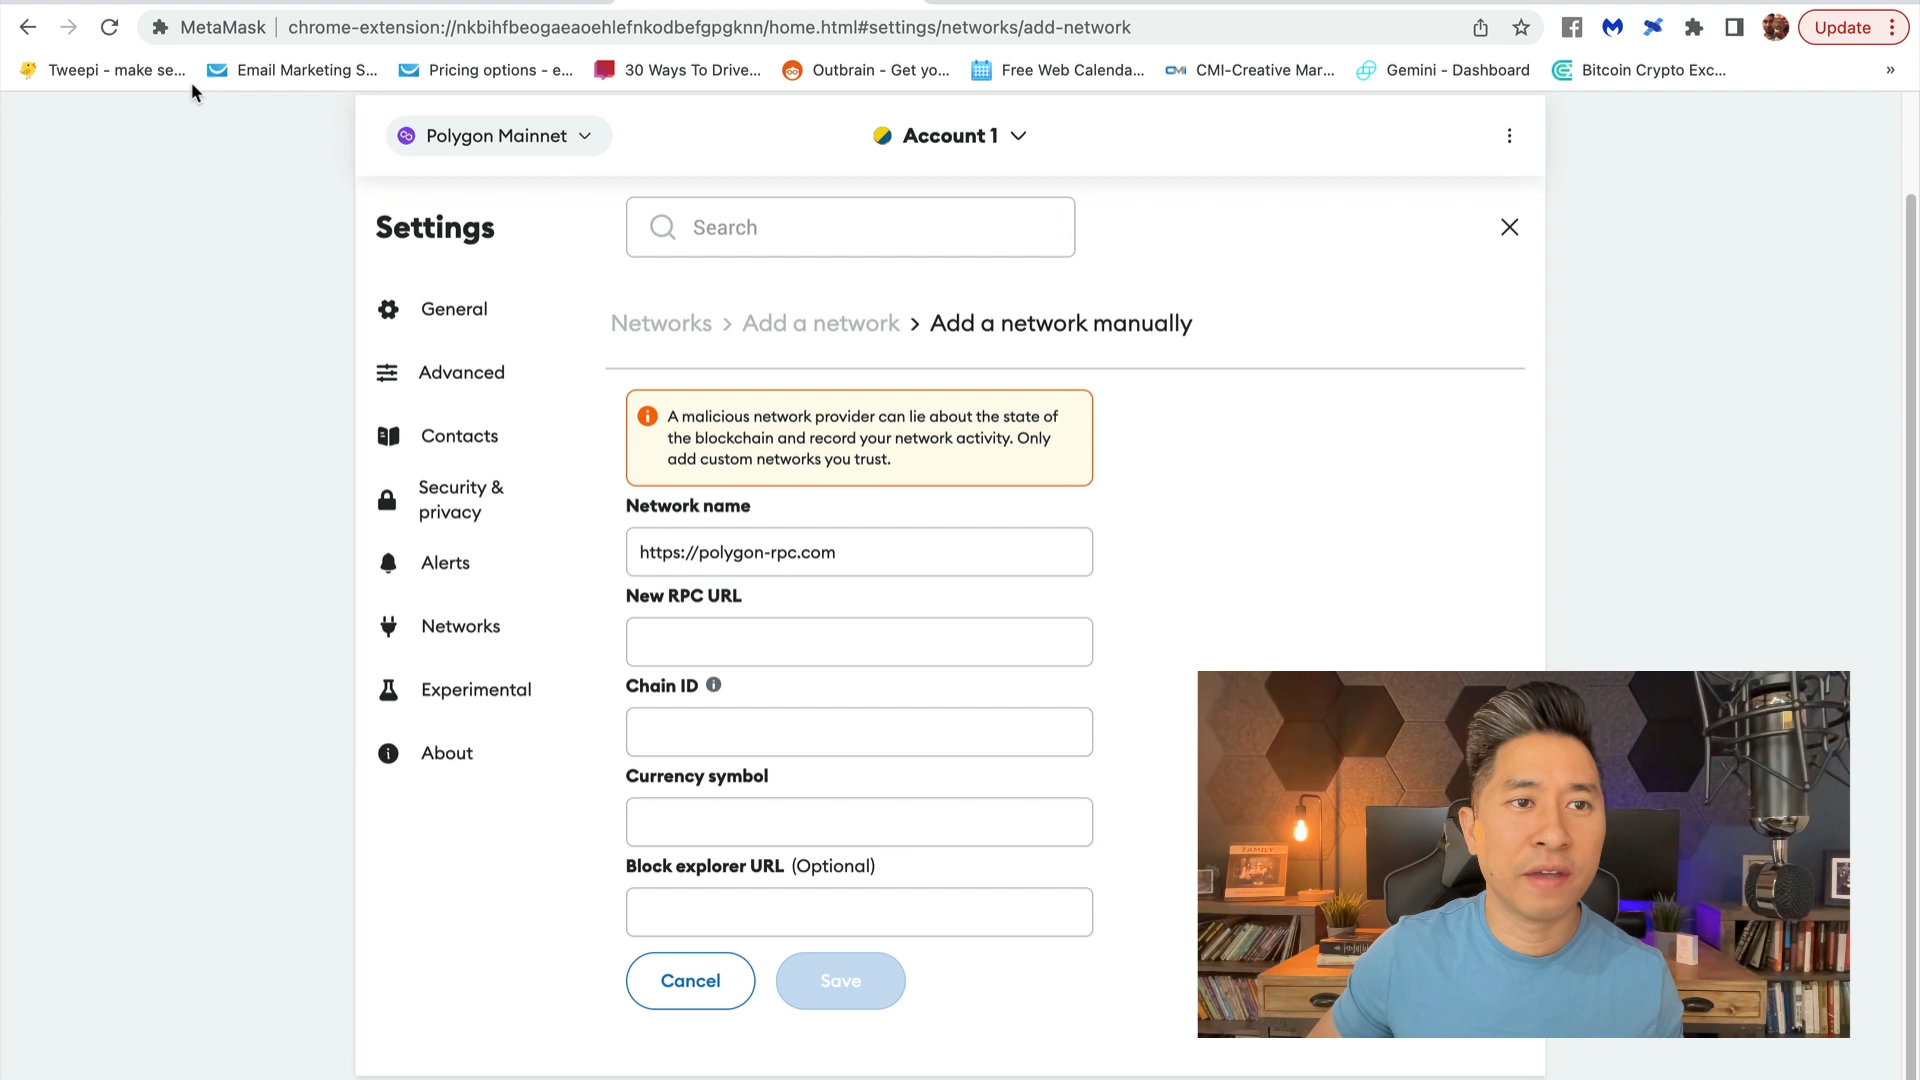 MetaMask chrome-extension://nkbihfbeogaeaoehlefnkodbefgpgknn/home.html#settings/networks/add-network Update
Tweepi - make se... Email Marketing S... Pricing options - e... 30 Ways To Drive... Outbrain - Get yo... Free Web Calenda... CMI-Creative Mar... Gemini - Dashboard Bitcoin Crypto Exc... »
Polygon Mainnet Account 1
Settings Search
General
Advanced
Contacts
Security &
privacy
Alerts
Networks
Experimental
About
Networks > Add a network > Add a network manually
A malicious network provider can lie about the state of
the blockchain and record your network activity. Only
add custom networks you trust.
Network name
https://polygon-rpc.com
New RPC URL
Chain ID
Currency symbol
Block explorer URL (Optional)
Cancel Save
FAMILY